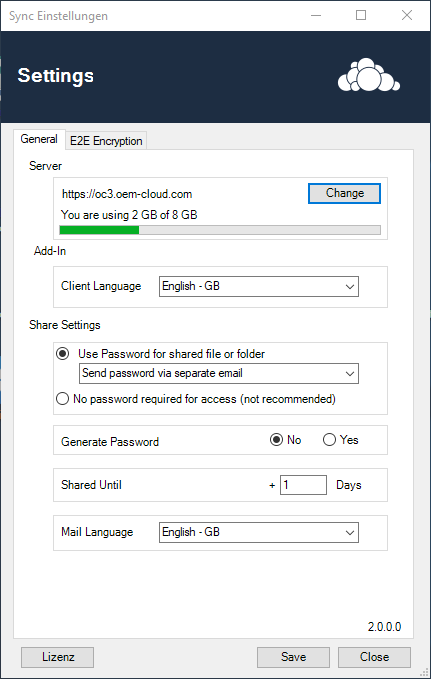 Sync Einstellungen
Settings
General E2E Encryption
Server
https://oc3.oem-cloud.com Change
You are using 2 GB of 8 GB
Add-In
Client Language English - GB
Share Settings
Use Password for shared file or folder
Send password via separate email
No password required for access (not recommended)
Generate Password No Yes
Shared Until + 1 Days
Mail Language English - GB
2.0.0.0
Lizenz Save Close